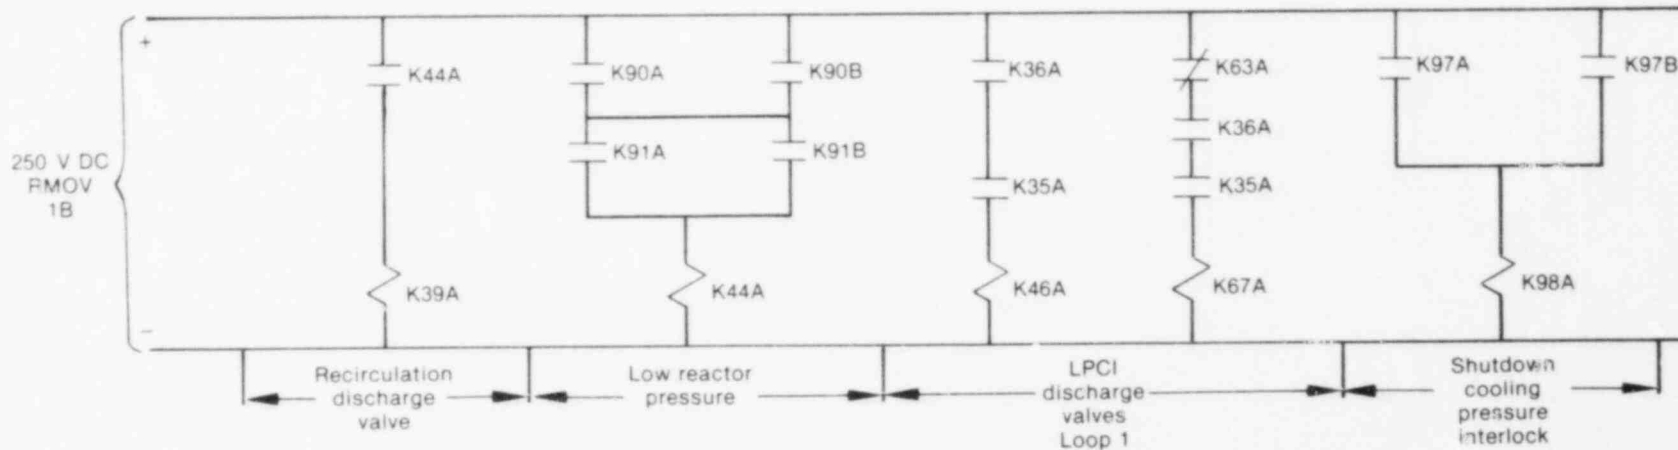 +
K44A
K90A
K90B
K36A
K63A
K97A
K97B
K36A
K91A
K91B
250 V DC
RMOV
1B
K35A
K35A
K39A
K44A
K46A
K67A
K98A
−
Recirculation
discharge
valve
Low reactor
pressure
LPCI
discharge
valves
Loop 1
Shutdown
cooling
pressure
interlock